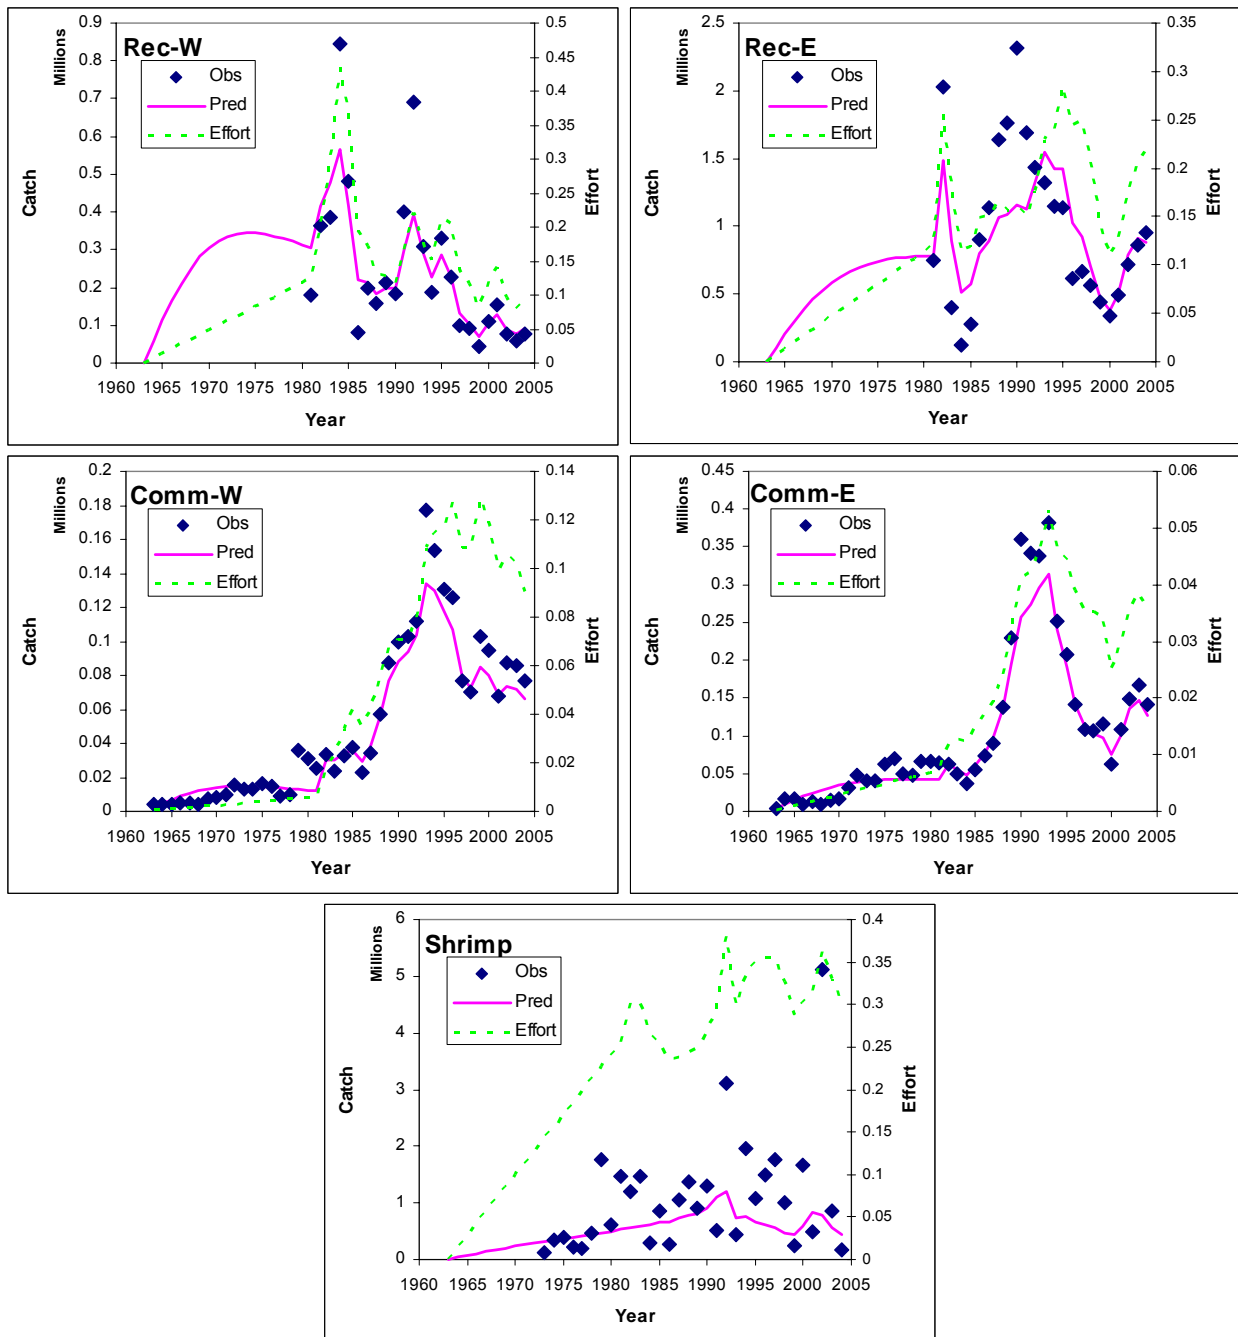 Rec-W
Millions
Catch
Effort
Obs
Pred
Effort
0.9
0.8
0.7
0.6
0.5
0.4
0.3
0.2
0.1
0
0.5
0.45
0.4
0.35
0.3
0.25
0.2
0.15
0.1
0.05
0
1960 1965 1970 1975 1980 1985 1990 1995 2000 2005
Year
Rec-E
Millions
Catch
Effort
Obs
Pred
Effort
2.5
2
1.5
1
0.5
0
0.35
0.3
0.25
0.2
0.15
0.1
0.05
0
1960 1965 1970 1975 1980 1985 1990 1995 2000 2005
Year
Comm-W
Millions
Catch
Effort
Obs
Pred
Effort
0.2
0.18
0.16
0.14
0.12
0.1
0.08
0.06
0.04
0.02
0
0.14
0.12
0.1
0.08
0.06
0.04
0.02
0
1960 1965 1970 1975 1980 1985 1990 1995 2000 2005
Year
Comm-E
Millions
Catch
Effort
Obs
Pred
Effort
0.45
0.4
0.35
0.3
0.25
0.2
0.15
0.1
0.05
0
0.06
0.05
0.04
0.03
0.02
0.01
0
1960 1965 1970 1975 1980 1985 1990 1995 2000 2005
Year
Shrimp
Millions
Catch
Effort
Obs
Pred
Effort
6
5
4
3
2
1
0
0.4
0.35
0.3
0.25
0.2
0.15
0.1
0.05
0
1960 1965 1970 1975 1980 1985 1990 1995 2000 2005
Year